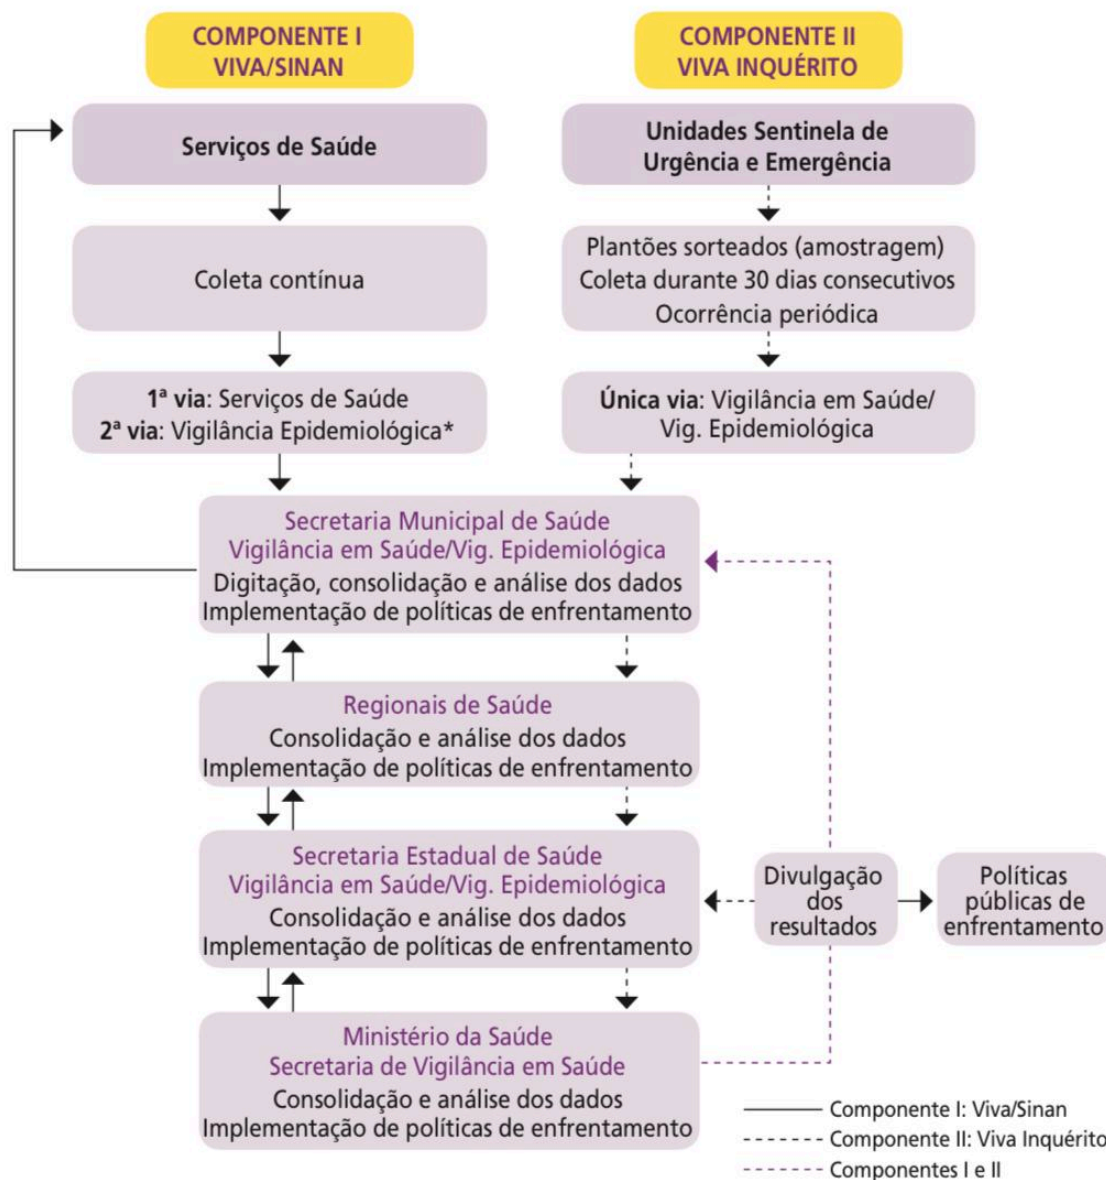 COMPONENTE I
VIVA/SINAN
COMPONENTE II
VIVA INQUÉRITO
Serviços de Saúde
Unidades Sentinela de
Urgência e Emergência
Coleta contínua
Plantões sorteados (amostragem)
Coleta durante 30 dias consecutivos
Ocorrência periódica
1ª via: Serviços de Saúde
2ª via: Vigilância Epidemiológica*
Única via: Vigilância em Saúde/
Vig. Epidemiológica
Secretaria Municipal de Saúde
Vigilância em Saúde/Vig. Epidemiológica
Digitação, consolidação e análise dos dados
Implementação de políticas de enfrentamento
Regionais de Saúde
Consolidação e análise dos dados
Implementação de políticas de enfrentamento
Secretaria Estadual de Saúde
Vigilância em Saúde/Vig. Epidemiológica
Consolidação e análise dos dados
Implementação de políticas de enfrentamento
Divulgação
dos
resultados
Políticas
públicas de
enfrentamento
Ministério da Saúde
Secretaria de Vigilância em Saúde
Consolidação e análise dos dados
Implementação de políticas de enfrentamento
Componente I: Viva/Sinan
Componente II: Viva Inquérito
Componentes I e II